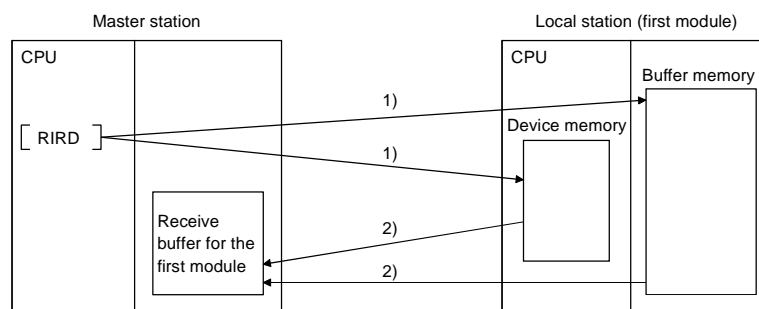 Master station
Local station (first module)
CPU
CPU
Buffer memory
1)
Device memory
RIRD
1)
Receive
buffer for the
first module
2)
2)